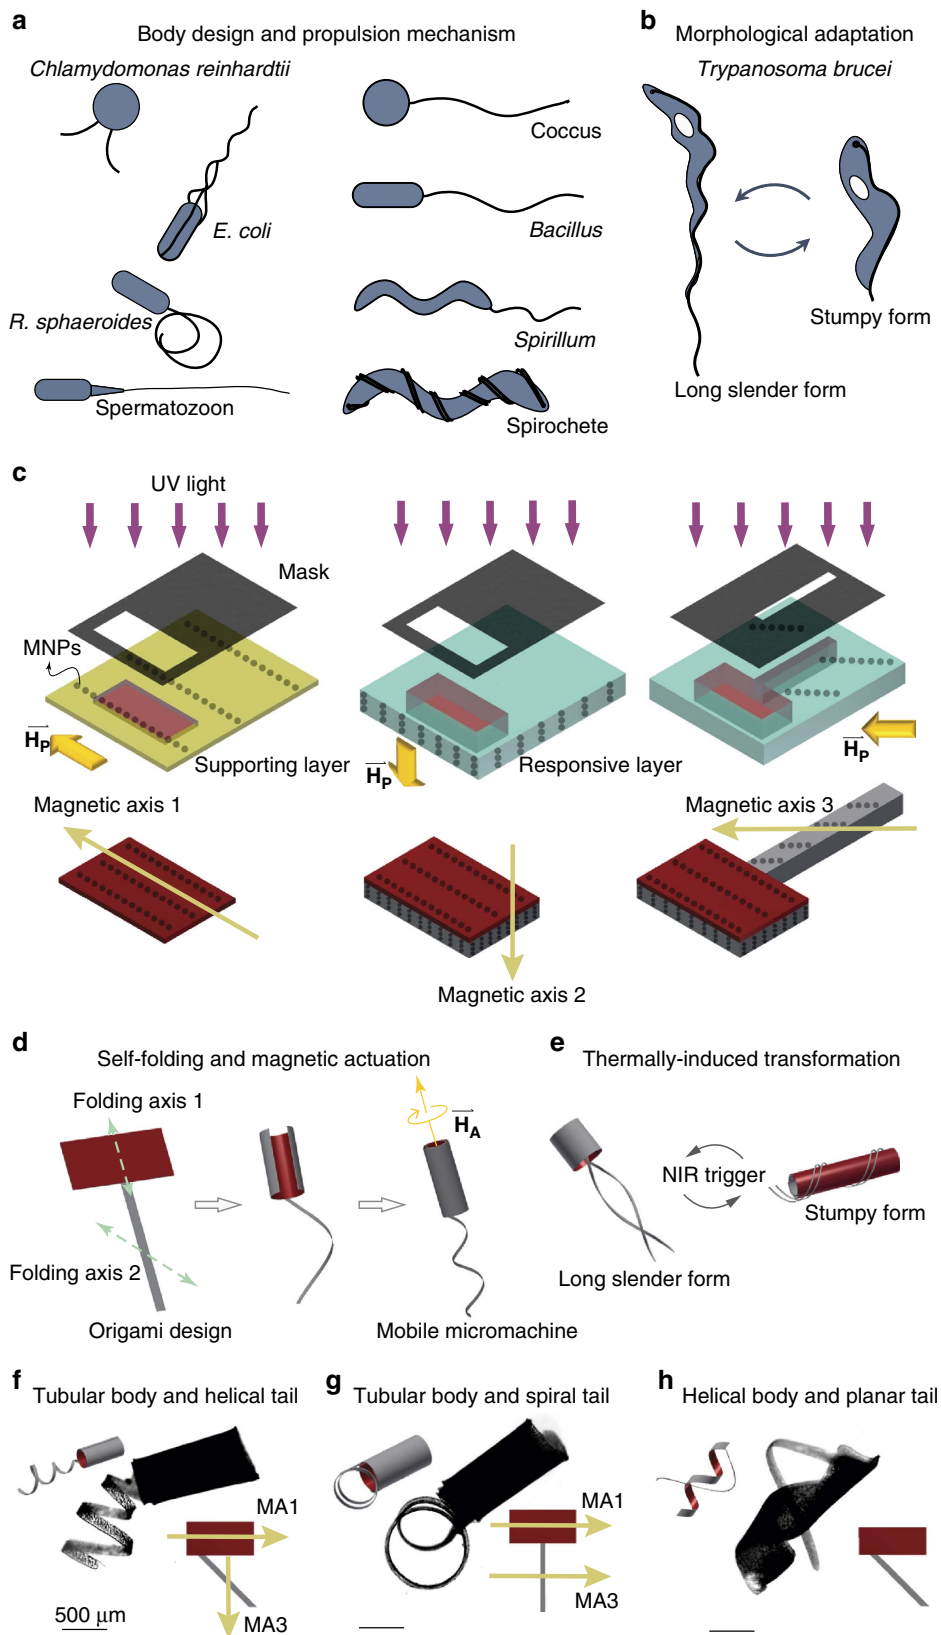 a
Body design and propulsion mechanism
Chlamydomonas reinhardtii
Coccus
E. coli
Bacillus
R. sphaeroides
Spirillum
Spermatozoon
Spirochete
b
Morphological adaptation
Trypanosoma brucei
Stumpy form
Long slender form
c
UV light
Mask
MNPs
H_P
Supporting layer
H_P
Responsive layer
H_P
Magnetic axis 1
Magnetic axis 2
Magnetic axis 3
d
Self-folding and magnetic actuation
Folding axis 1
H_A
Folding axis 2
Origami design
Mobile micromachine
e
Thermally-induced transformation
NIR trigger
Stumpy form
Long slender form
f
Tubular body and helical tail
MA1
MA3
500 μm
g
Tubular body and spiral tail
MA1
MA3
h
Helical body and planar tail